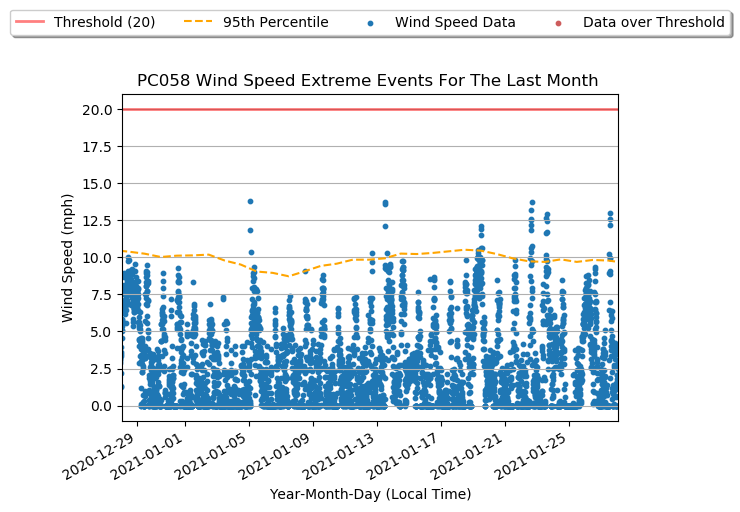 Threshold (20) 95th Percentile Wind Speed Data Data over Threshold
PC058 Wind Speed Extreme Events For The Last Month
20.0
17.5
15.0
12.5
10.0
7.5
5.0
2.5
0.0
Wind Speed (mph)
2020-12-29 2021-01-01 2021-01-05 2021-01-09 2021-01-13 2021-01-17 2021-01-21 2021-01-25
Year-Month-Day (Local Time)